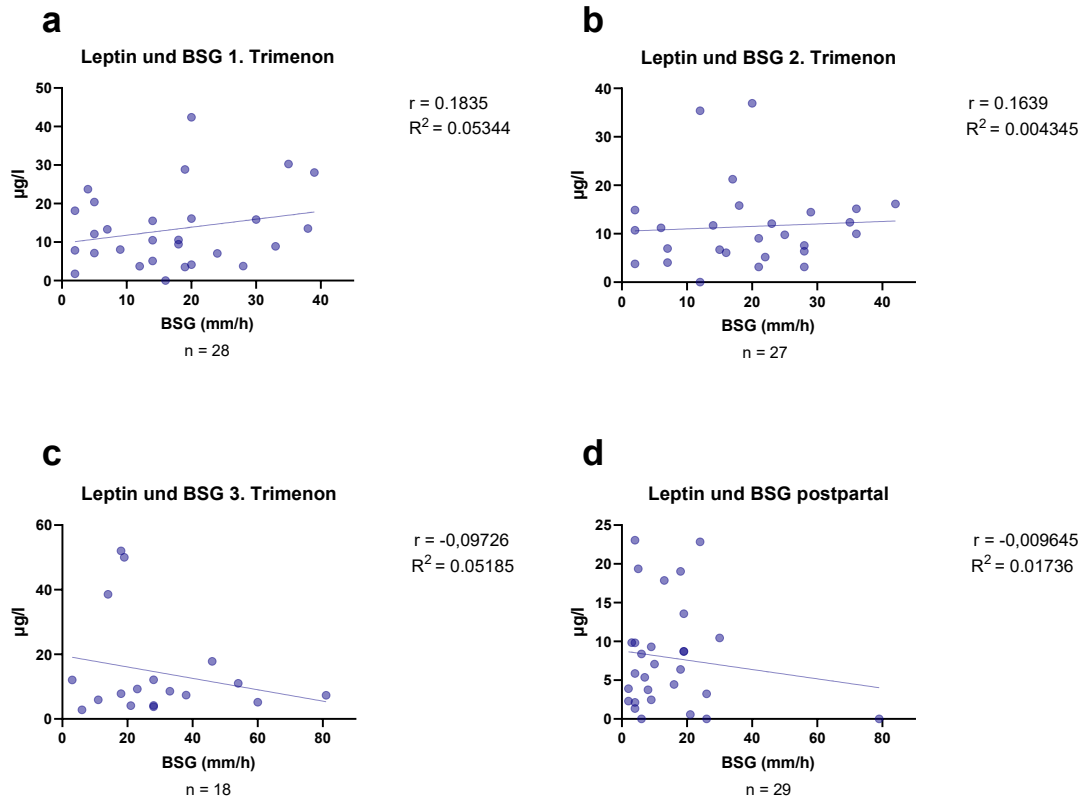 a
Leptin und BSG 1. Trimenon
r = 0.1835
R2 = 0.05344
50
40
30
20
10
0
µg/l
0 10 20 30 40
BSG (mm/h)
n = 28
b
Leptin und BSG 2. Trimenon
r = 0.1639
R2 = 0.004345
40
30
20
10
0
µg/l
0 10 20 30 40
BSG (mm/h)
n = 27
c
Leptin und BSG 3. Trimenon
r = -0,09726
R2 = 0.05185
60
40
20
0
µg/l
0 20 40 60 80
BSG (mm/h)
n = 18
d
Leptin und BSG postpartal
r = -0,009645
R2 = 0.01736
25
20
15
10
5
0
µg/l
0 20 40 60 80
BSG (mm/h)
n = 29